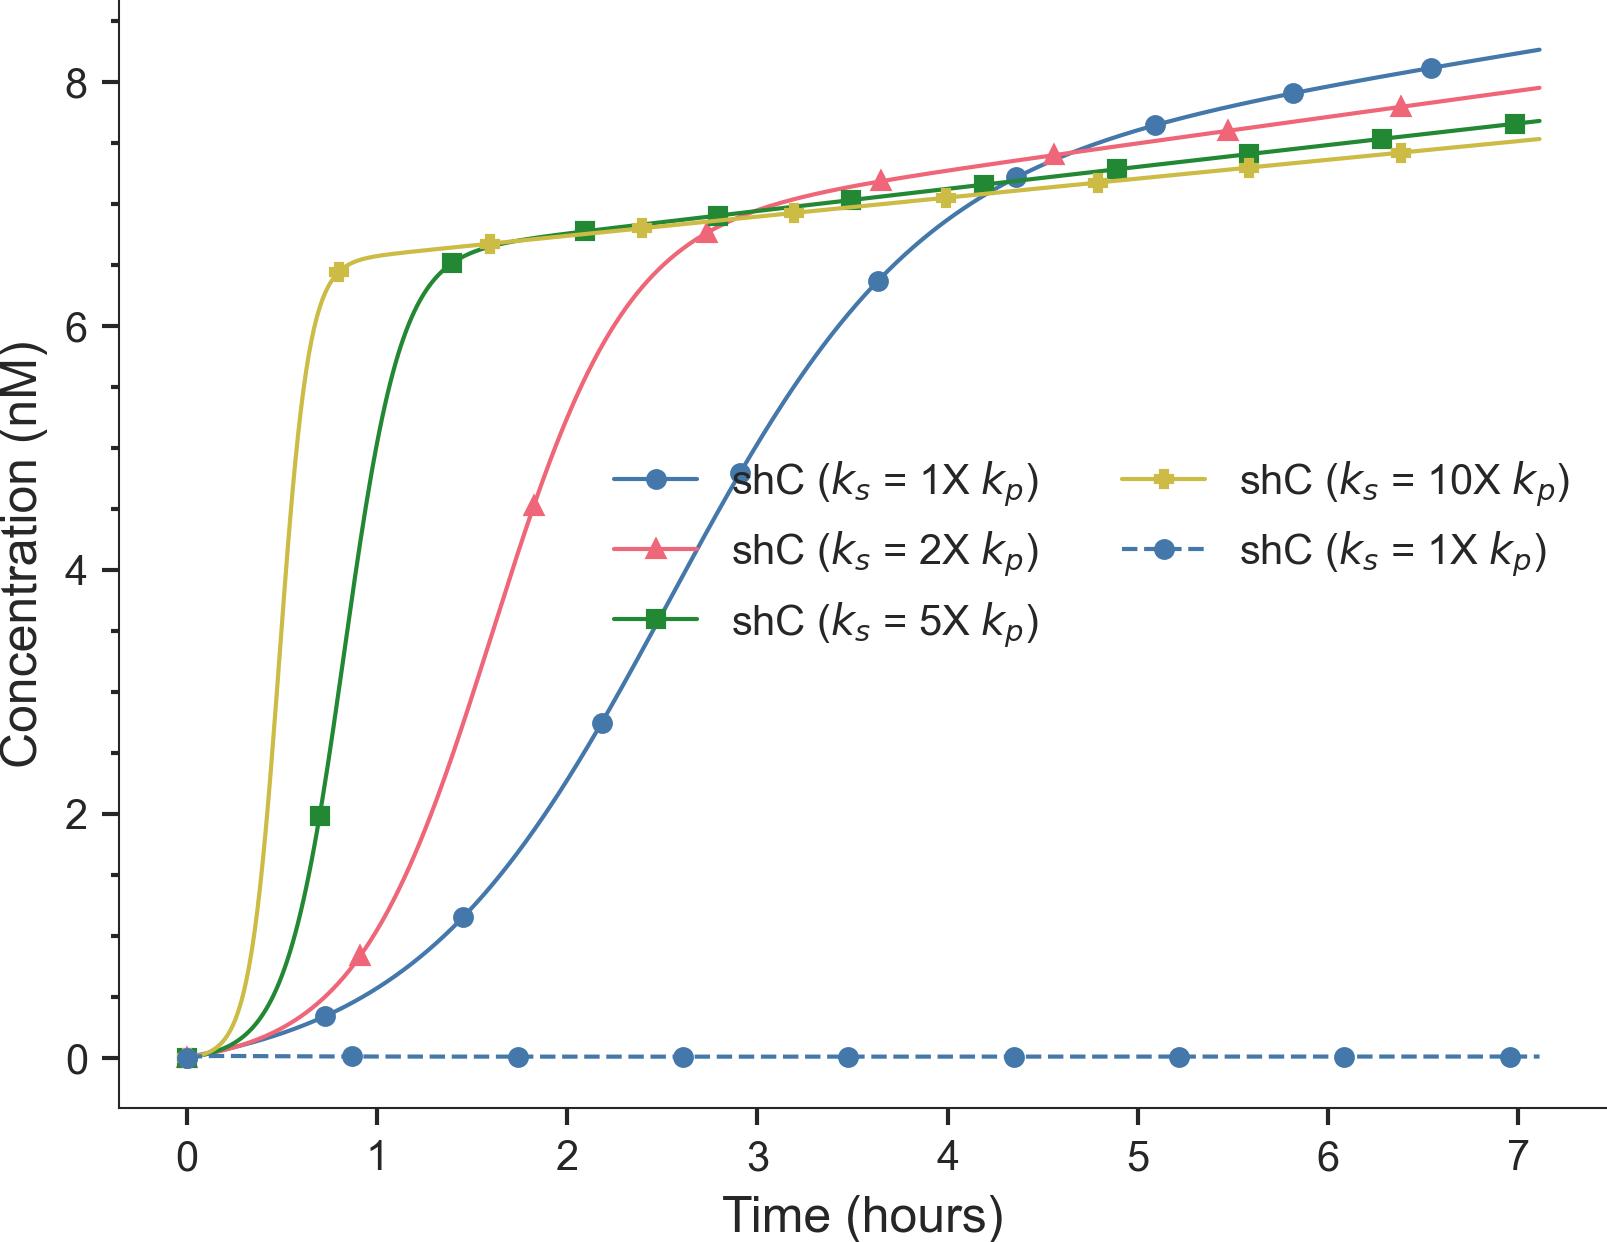 8
6
4
2
0
Concentration (nM)
shC (kₛ = 1X kₚ)
shC (kₛ = 2X kₚ)
shC (kₛ = 5X kₚ)
shC (kₛ = 10X kₚ)
shC (kₛ = 1X kₚ)
0 1 2 3 4 5 6 7
Time (hours)